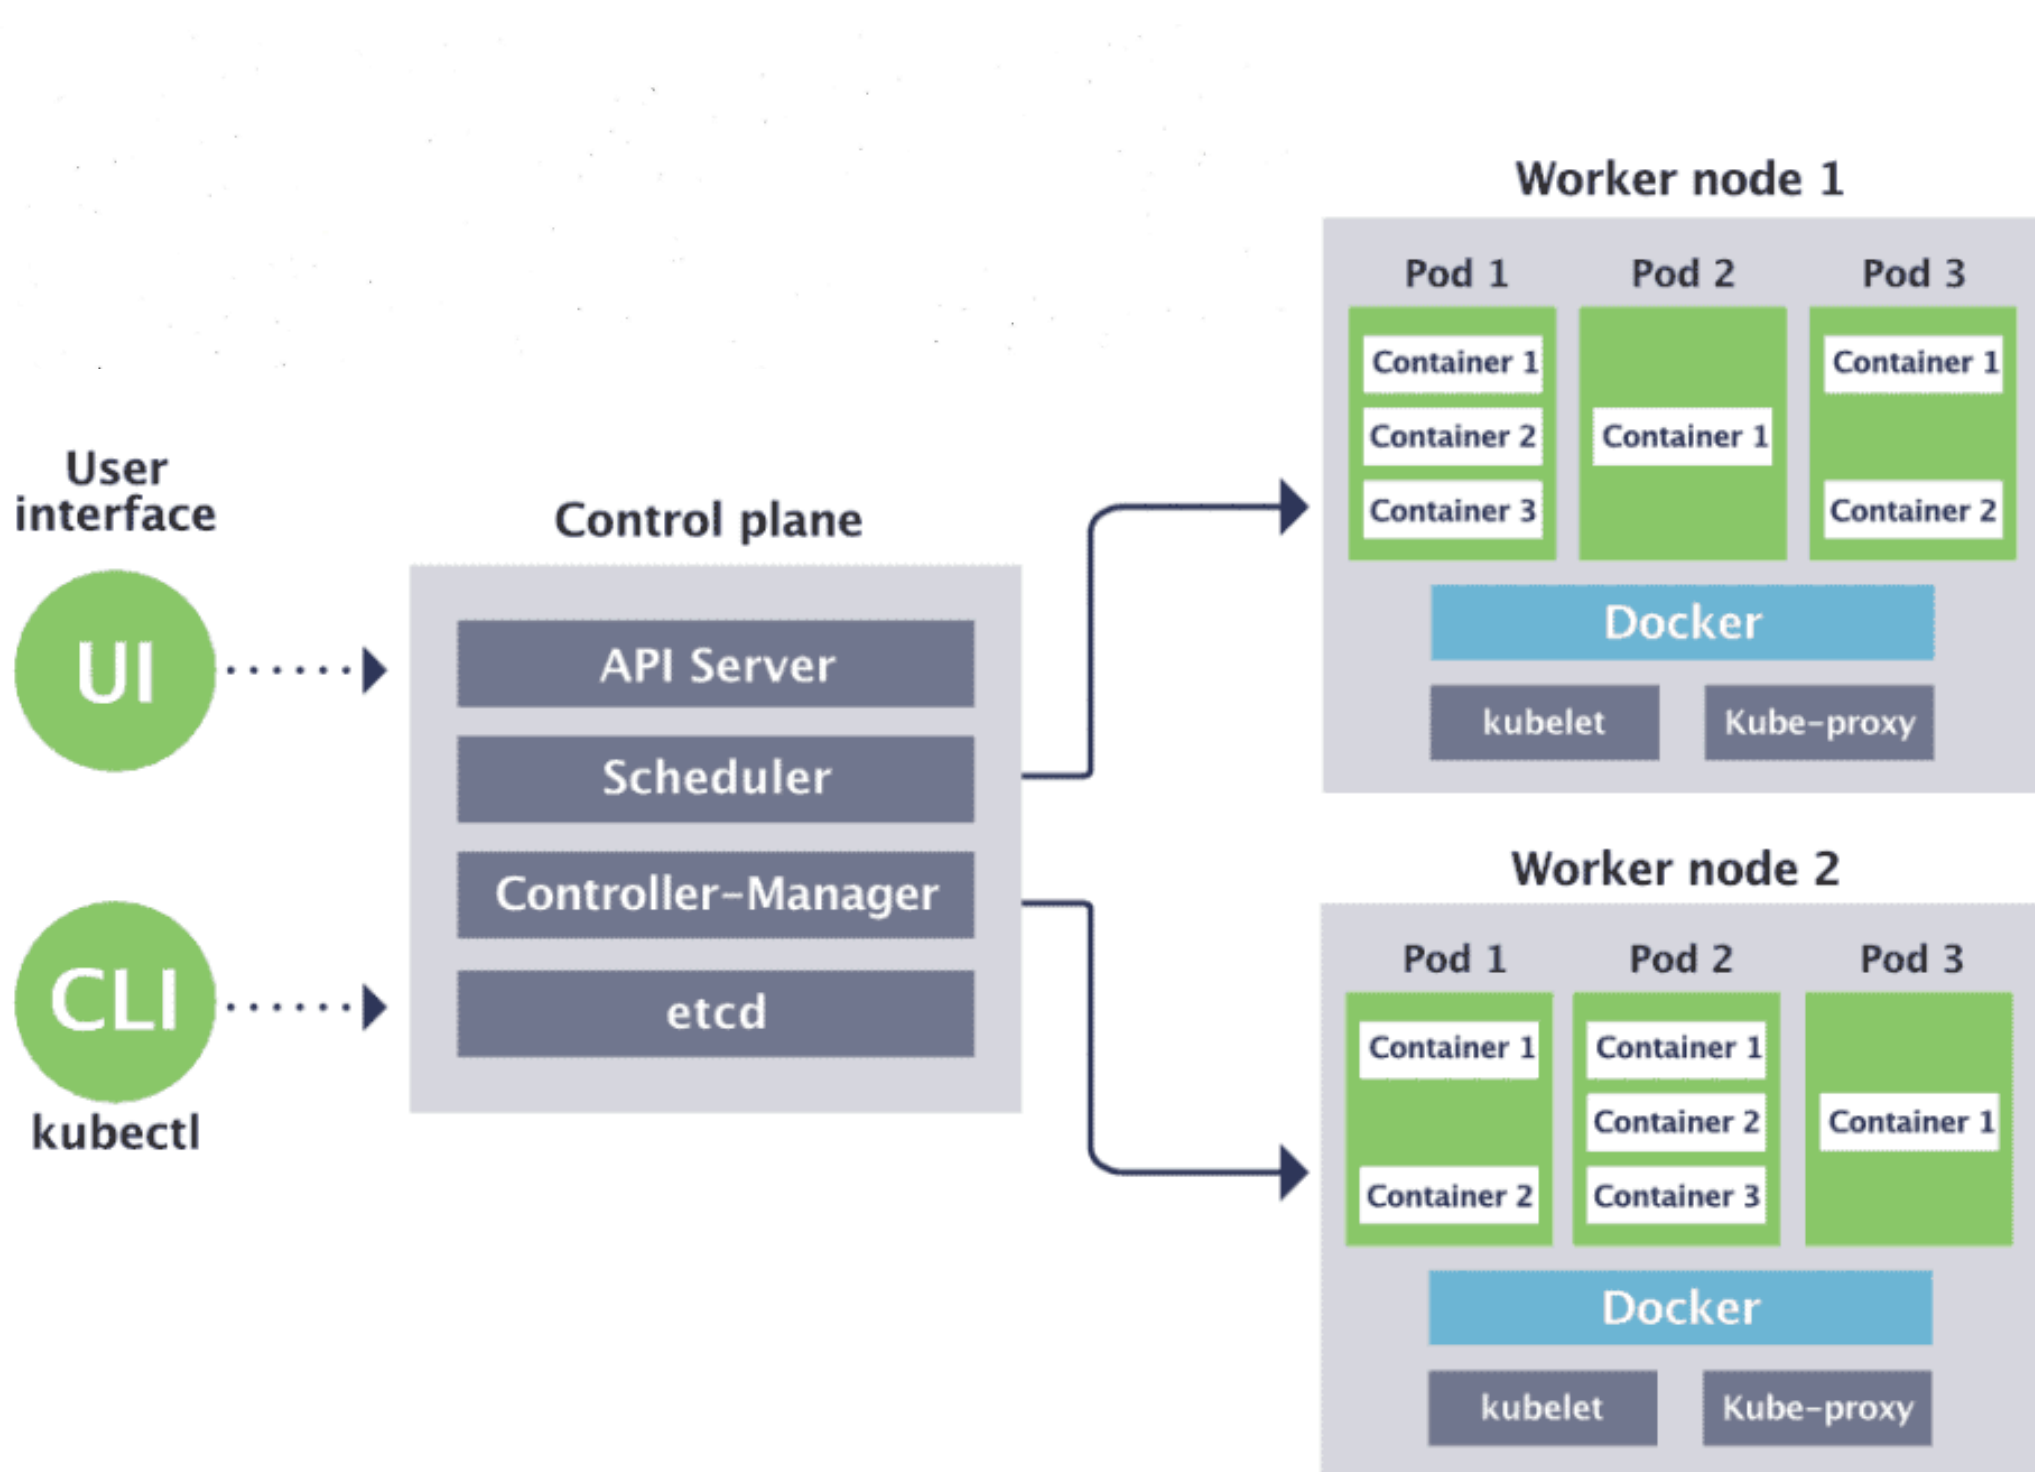 User
interface
UI
CLI
kubectl
Control plane
API Server
Scheduler
Controller-Manager
etcd
Worker node 1
Pod 1
Pod 2
Pod 3
Container 1
Container 2
Container 3
Container 1
Container 1
Container 2
Docker
kubelet
Kube-proxy
Worker node 2
Pod 1
Pod 2
Pod 3
Container 1
Container 2
Container 1
Container 2
Container 3
Container 1
Docker
kubelet
Kube-proxy